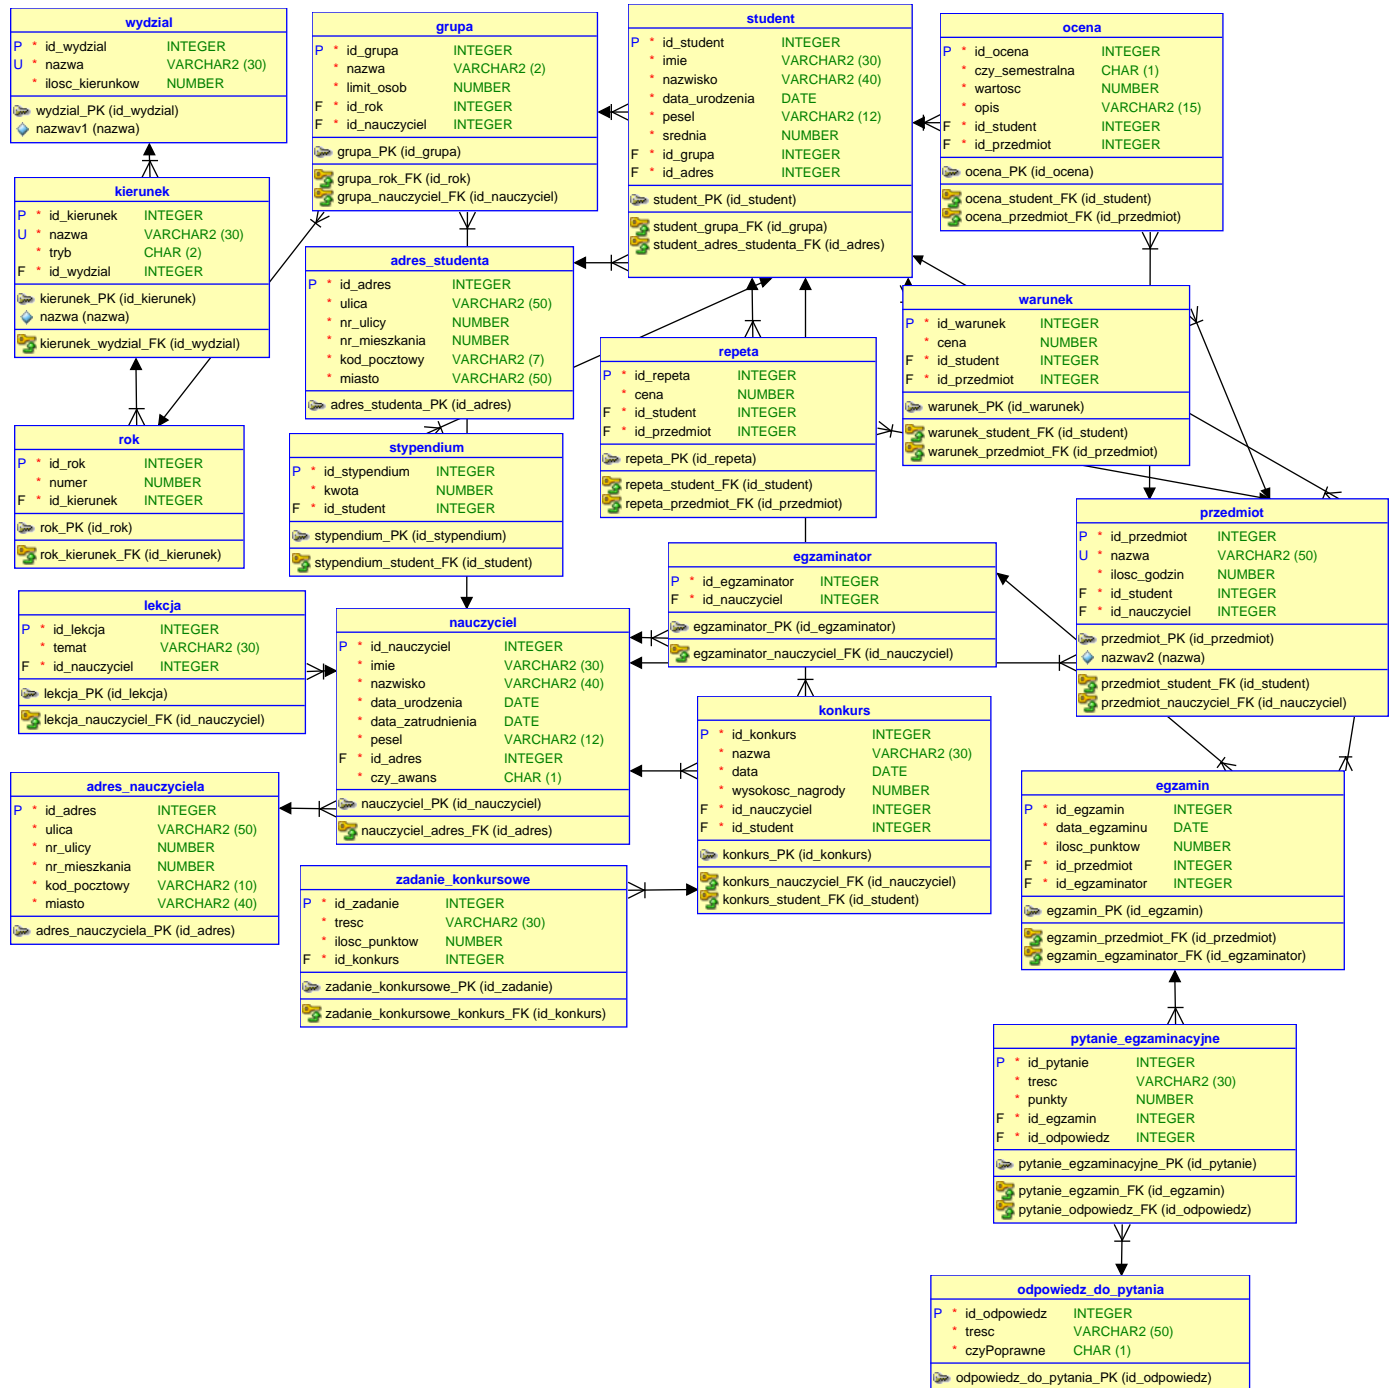 wydzial
P * id_wydzial INTEGER
U * nazwa VARCHAR2 (30)
* ilosc_kierunkow NUMBER
wydzial_PK (id_wydzial)
nazwav1 (nazwa)
grupa
P * id_grupa INTEGER
* nazwa VARCHAR2 (2)
* limit_osob NUMBER
F * id_rok INTEGER
F * id_nauczyciel INTEGER
grupa_PK (id_grupa)
grupa_rok_FK (id_rok)
grupa_nauczyciel_FK (id_nauczyciel)
student
P * id_student INTEGER
* imie VARCHAR2 (30)
* nazwisko VARCHAR2 (40)
* data_urodzenia DATE
* pesel VARCHAR2 (12)
* srednia NUMBER
F * id_grupa INTEGER
F * id_adres INTEGER
student_PK (id_student)
student_grupa_FK (id_grupa)
student_adres_studenta_FK (id_adres)
ocena
P * id_ocena INTEGER
* czy_semestralna CHAR (1)
* wartosc NUMBER
* opis VARCHAR2 (15)
F * id_student INTEGER
F * id_przedmiot INTEGER
ocena_PK (id_ocena)
ocena_student_FK (id_student)
ocena_przedmiot_FK (id_przedmiot)
kierunek
P * id_kierunek INTEGER
U * nazwa VARCHAR2 (30)
* tryb CHAR (2)
F * id_wydzial INTEGER
kierunek_PK (id_kierunek)
nazwa (nazwa)
kierunek_wydzial_FK (id_wydzial)
adres_studenta
P * id_adres INTEGER
* ulica VARCHAR2 (50)
* nr_ulicy NUMBER
* nr_mieszkania NUMBER
* kod_pocztowy VARCHAR2 (7)
* miasto VARCHAR2 (50)
adres_studenta_PK (id_adres)
repeta
P * id_repeta INTEGER
* cena NUMBER
F * id_student INTEGER
F * id_przedmiot INTEGER
repeta_PK (id_repeta)
repeta_student_FK (id_student)
repeta_przedmiot_FK (id_przedmiot)
warunek
P * id_warunek INTEGER
* cena NUMBER
F * id_student INTEGER
F * id_przedmiot INTEGER
warunek_PK (id_warunek)
warunek_student_FK (id_student)
warunek_przedmiot_FK (id_przedmiot)
rok
P * id_rok INTEGER
* numer NUMBER
F * id_kierunek INTEGER
rok_PK (id_rok)
rok_kierunek_FK (id_kierunek)
stypendium
P * id_stypendium INTEGER
* kwota NUMBER
F * id_student INTEGER
stypendium_PK (id_stypendium)
stypendium_student_FK (id_student)
przedmiot
P * id_przedmiot INTEGER
U * nazwa VARCHAR2 (50)
* ilosc_godzin NUMBER
F * id_student INTEGER
F * id_nauczyciel INTEGER
przedmiot_PK (id_przedmiot)
nazwav2 (nazwa)
przedmiot_student_FK (id_student)
przedmiot_nauczyciel_FK (id_nauczyciel)
egzaminator
P * id_egzaminator INTEGER
F * id_nauczyciel INTEGER
egzaminator_PK (id_egzaminator)
egzaminator_nauczyciel_FK (id_nauczyciel)
lekcja
P * id_lekcja INTEGER
* temat VARCHAR2 (30)
F * id_nauczyciel INTEGER
lekcja_PK (id_lekcja)
lekcja_nauczyciel_FK (id_nauczyciel)
nauczyciel
P * id_nauczyciel INTEGER
* imie VARCHAR2 (30)
* nazwisko VARCHAR2 (40)
* data_urodzenia DATE
* data_zatrudnienia DATE
* pesel VARCHAR2 (12)
F * id_adres INTEGER
* czy_awans CHAR (1)
nauczyciel_PK (id_nauczyciel)
nauczyciel_adres_FK (id_adres)
konkurs
P * id_konkurs INTEGER
* nazwa VARCHAR2 (30)
* data DATE
* wysokosc_nagrody NUMBER
F * id_nauczyciel INTEGER
F * id_student INTEGER
konkurs_PK (id_konkurs)
konkurs_nauczyciel_FK (id_nauczyciel)
konkurs_student_FK (id_student)
adres_nauczyciela
P * id_adres INTEGER
* ulica VARCHAR2 (50)
* nr_ulicy NUMBER
* nr_mieszkania NUMBER
* kod_pocztowy VARCHAR2 (10)
* miasto VARCHAR2 (40)
adres_nauczyciela_PK (id_adres)
egzamin
P * id_egzamin INTEGER
* data_egzaminu DATE
* ilosc_punktow NUMBER
F * id_przedmiot INTEGER
F * id_egzaminator INTEGER
egzamin_PK (id_egzamin)
egzamin_przedmiot_FK (id_przedmiot)
egzamin_egzaminator_FK (id_egzaminator)
zadanie_konkursowe
P * id_zadanie INTEGER
* tresc VARCHAR2 (30)
* ilosc_punktow NUMBER
F * id_konkurs INTEGER
zadanie_konkursowe_PK (id_zadanie)
zadanie_konkursowe_konkurs_FK (id_konkurs)
pytanie_egzaminacyjne
P * id_pytanie INTEGER
* tresc VARCHAR2 (30)
* punkty NUMBER
F * id_egzamin INTEGER
F * id_odpowiedz INTEGER
pytanie_egzaminacyjne_PK (id_pytanie)
pytanie_egzamin_FK (id_egzamin)
pytanie_odpowiedz_FK (id_odpowiedz)
odpowiedz_do_pytania
P * id_odpowiedz INTEGER
* tresc VARCHAR2 (50)
* czyPoprawne CHAR (1)
odpowiedz_do_pytania_PK (id_odpowiedz)